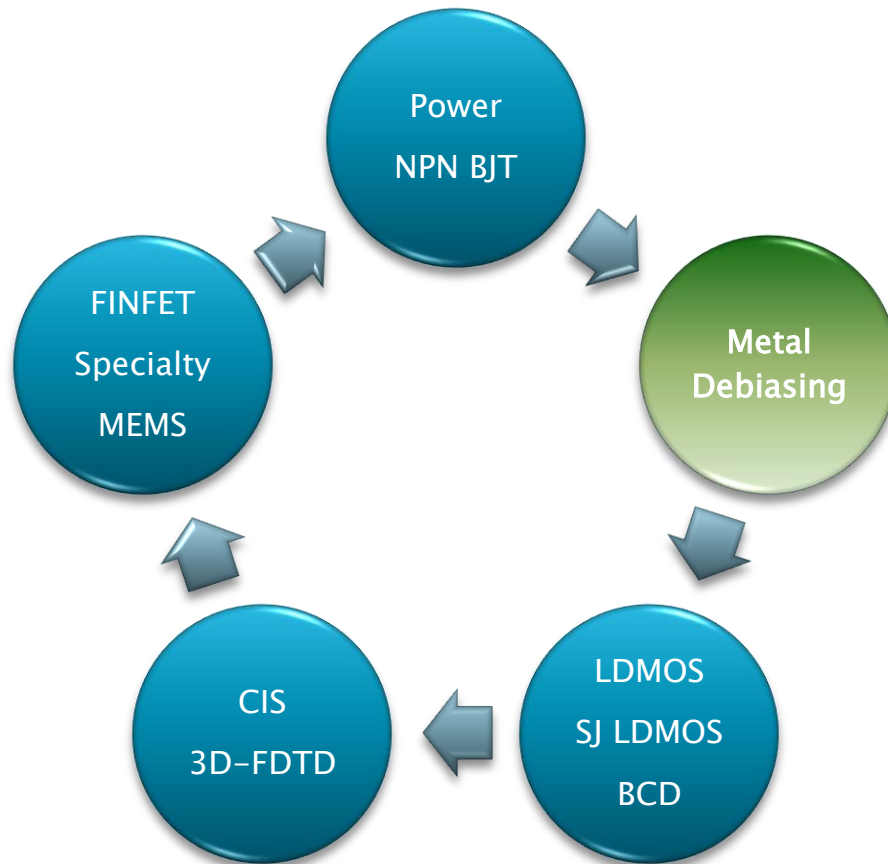 Power
NPN BJT
Metal
Debiasing
LDMOS
SJ LDMOS
BCD
CIS
3D-FDTD
FINFET
Specialty
MEMS